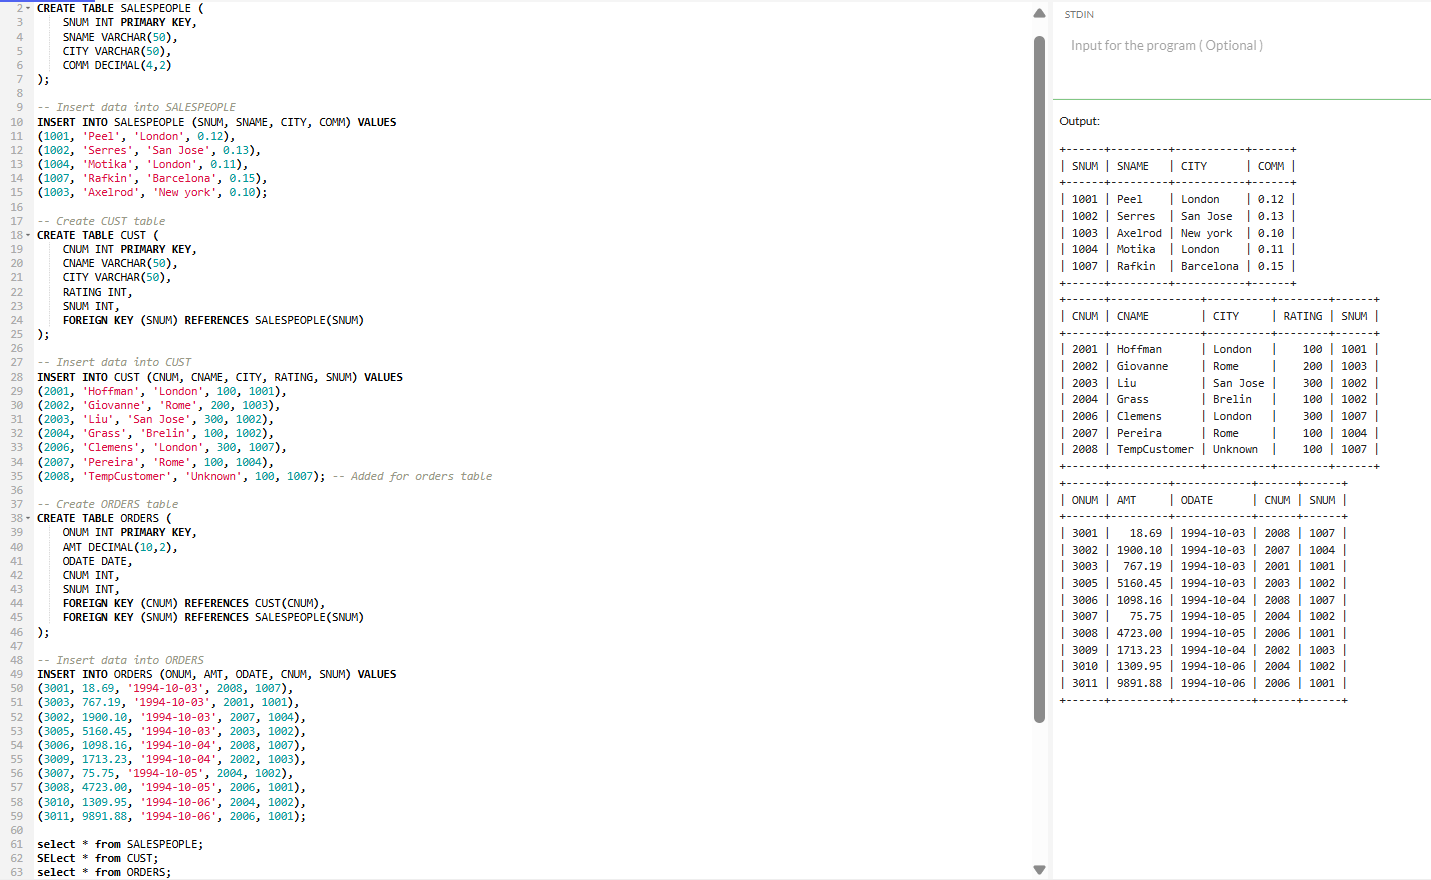 2 CREATE TABLE SALESPEOPLE (
3     SNUM INT PRIMARY KEY,
4     SNAME VARCHAR(50),
5     CITY VARCHAR(50),
6     COMM DECIMAL(4,2)
7 );
8
9 -- Insert data into SALESPEOPLE
10 INSERT INTO SALESPEOPLE (SNUM, SNAME, CITY, COMM) VALUES
11 (1001, 'Peel', 'London', 0.12),
12 (1002, 'Serres', 'San Jose', 0.13),
13 (1004, 'Motika', 'London', 0.11),
14 (1007, 'Rafkin', 'Barcelona', 0.15),
15 (1003, 'Axelrod', 'New york', 0.10);
16
17 -- Create CUST table
18 CREATE TABLE CUST (
19     CNUM INT PRIMARY KEY,
20     CNAME VARCHAR(50),
21     CITY VARCHAR(50),
22     RATING INT,
23     SNUM INT,
24     FOREIGN KEY (SNUM) REFERENCES SALESPEOPLE(SNUM)
25 );
26
27 -- Insert data into CUST
28 INSERT INTO CUST (CNUM, CNAME, CITY, RATING, SNUM) VALUES
29 (2001, 'Hoffman', 'London', 100, 1001),
30 (2002, 'Giovanne', 'Rome', 200, 1003),
31 (2003, 'Liu', 'San Jose', 300, 1002),
32 (2004, 'Grass', 'Brelin', 100, 1002),
33 (2006, 'Clemens', 'London', 300, 1007),
34 (2007, 'Pereira', 'Rome', 100, 1004),
35 (2008, 'TempCustomer', 'Unknown', 100, 1007); -- Added for orders table
36
37 -- Create ORDERS table
38 CREATE TABLE ORDERS (
39     ONUM INT PRIMARY KEY,
40     AMT DECIMAL(10,2),
41     ODATE DATE,
42     CNUM INT,
43     SNUM INT,
44     FOREIGN KEY (CNUM) REFERENCES CUST(CNUM),
45     FOREIGN KEY (SNUM) REFERENCES SALESPEOPLE(SNUM)
46 );
47
48 -- Insert data into ORDERS
49 INSERT INTO ORDERS (ONUM, AMT, ODATE, CNUM, SNUM) VALUES
50 (3001, 18.69, '1994-10-03', 2008, 1007),
51 (3003, 767.19, '1994-10-03', 2001, 1001),
52 (3002, 1900.10, '1994-10-03', 2007, 1004),
53 (3005, 5160.45, '1994-10-03', 2003, 1002),
54 (3006, 1098.16, '1994-10-04', 2008, 1007),
55 (3009, 1713.23, '1994-10-04', 2002, 1003),
56 (3007, 75.75, '1994-10-05', 2004, 1002),
57 (3008, 4723.00, '1994-10-05', 2006, 1001),
58 (3010, 1309.95, '1994-10-06', 2004, 1002),
59 (3011, 9891.88, '1994-10-06', 2006, 1001);
60
61 select * from SALESPEOPLE;
62 SELect * from CUST;
63 select * from ORDERS;
STDIN
Input for the program ( Optional )
Output:
+------+---------+-----------+------+
| SNUM | SNAME   | CITY      | COMM |
+------+---------+-----------+------+
| 1001 | Peel    | London    | 0.12 |
| 1002 | Serres  | San Jose  | 0.13 |
| 1003 | Axelrod | New york  | 0.10 |
| 1004 | Motika  | London    | 0.11 |
| 1007 | Rafkin  | Barcelona | 0.15 |
+------+---------+-----------+------+
+------+--------------+----------+--------+------+
| CNUM | CNAME        | CITY     | RATING | SNUM |
+------+--------------+----------+--------+------+
| 2001 | Hoffman      | London   |    100 | 1001 |
| 2002 | Giovanne     | Rome     |    200 | 1003 |
| 2003 | Liu          | San Jose |    300 | 1002 |
| 2004 | Grass        | Brelin   |    100 | 1002 |
| 2006 | Clemens      | London   |    300 | 1007 |
| 2007 | Pereira      | Rome     |    100 | 1004 |
| 2008 | TempCustomer | Unknown  |    100 | 1007 |
+------+--------------+----------+--------+------+
+------+---------+------------+------+------+
| ONUM | AMT     | ODATE      | CNUM | SNUM |
+------+---------+------------+------+------+
| 3001 |   18.69 | 1994-10-03 | 2008 | 1007 |
| 3002 | 1900.10 | 1994-10-03 | 2007 | 1004 |
| 3003 |  767.19 | 1994-10-03 | 2001 | 1001 |
| 3005 | 5160.45 | 1994-10-03 | 2003 | 1002 |
| 3006 | 1098.16 | 1994-10-04 | 2008 | 1007 |
| 3007 |   75.75 | 1994-10-05 | 2004 | 1002 |
| 3008 | 4723.00 | 1994-10-05 | 2006 | 1001 |
| 3009 | 1713.23 | 1994-10-04 | 2002 | 1003 |
| 3010 | 1309.95 | 1994-10-06 | 2004 | 1002 |
| 3011 | 9891.88 | 1994-10-06 | 2006 | 1001 |
+------+---------+------------+------+------+